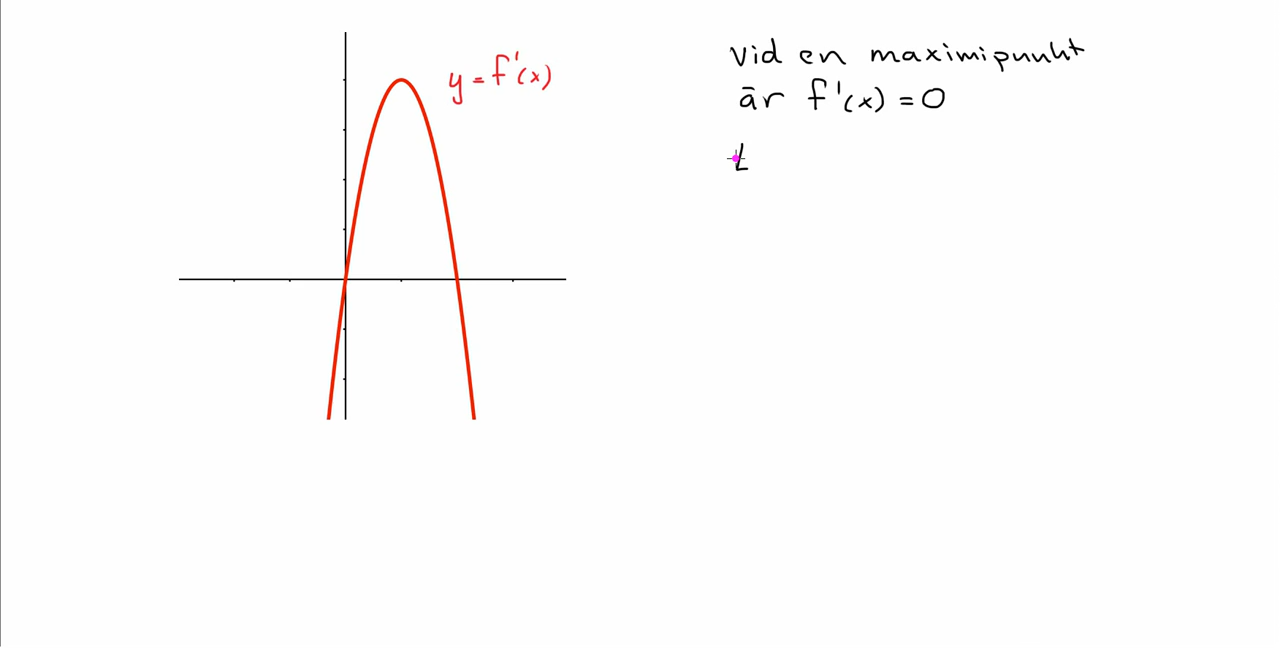 y = f'(x)
Vid en maximipunkt
är f'(x) = 0